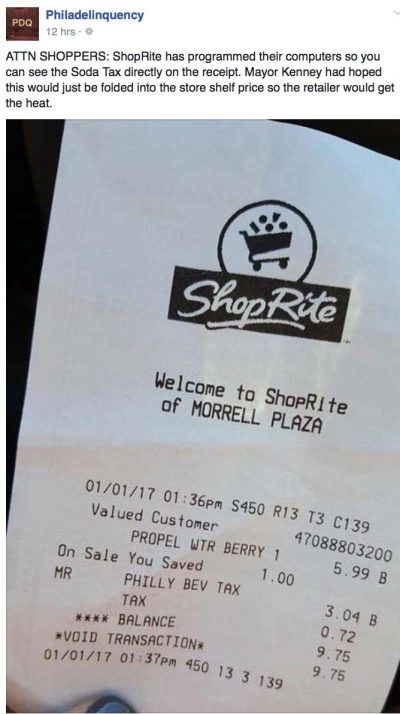 PDQ
Philadelinquency
12 hrs ·
ATTN SHOPPERS: ShopRite has programmed their computers so you
can see the Soda Tax directly on the receipt. Mayor Kenney had hoped
this would just be folded into the store shelf price so the retailer would get
the heat.
ShopRite
Welcome to ShopRite
of MORRELL PLAZA
01/01/17 01:36pm S450 R13 T3 C139
Valued Customer 47088803200
PROPEL WTR BERRY 1 5.99 B
On Sale You Saved 1.00
MR PHILLY BEV TAX 3.04 B
TAX 0.72
**** BALANCE 9.75
*VOID TRANSACTION* 9.75
01/01/17 01:37pm 450 13 3 139